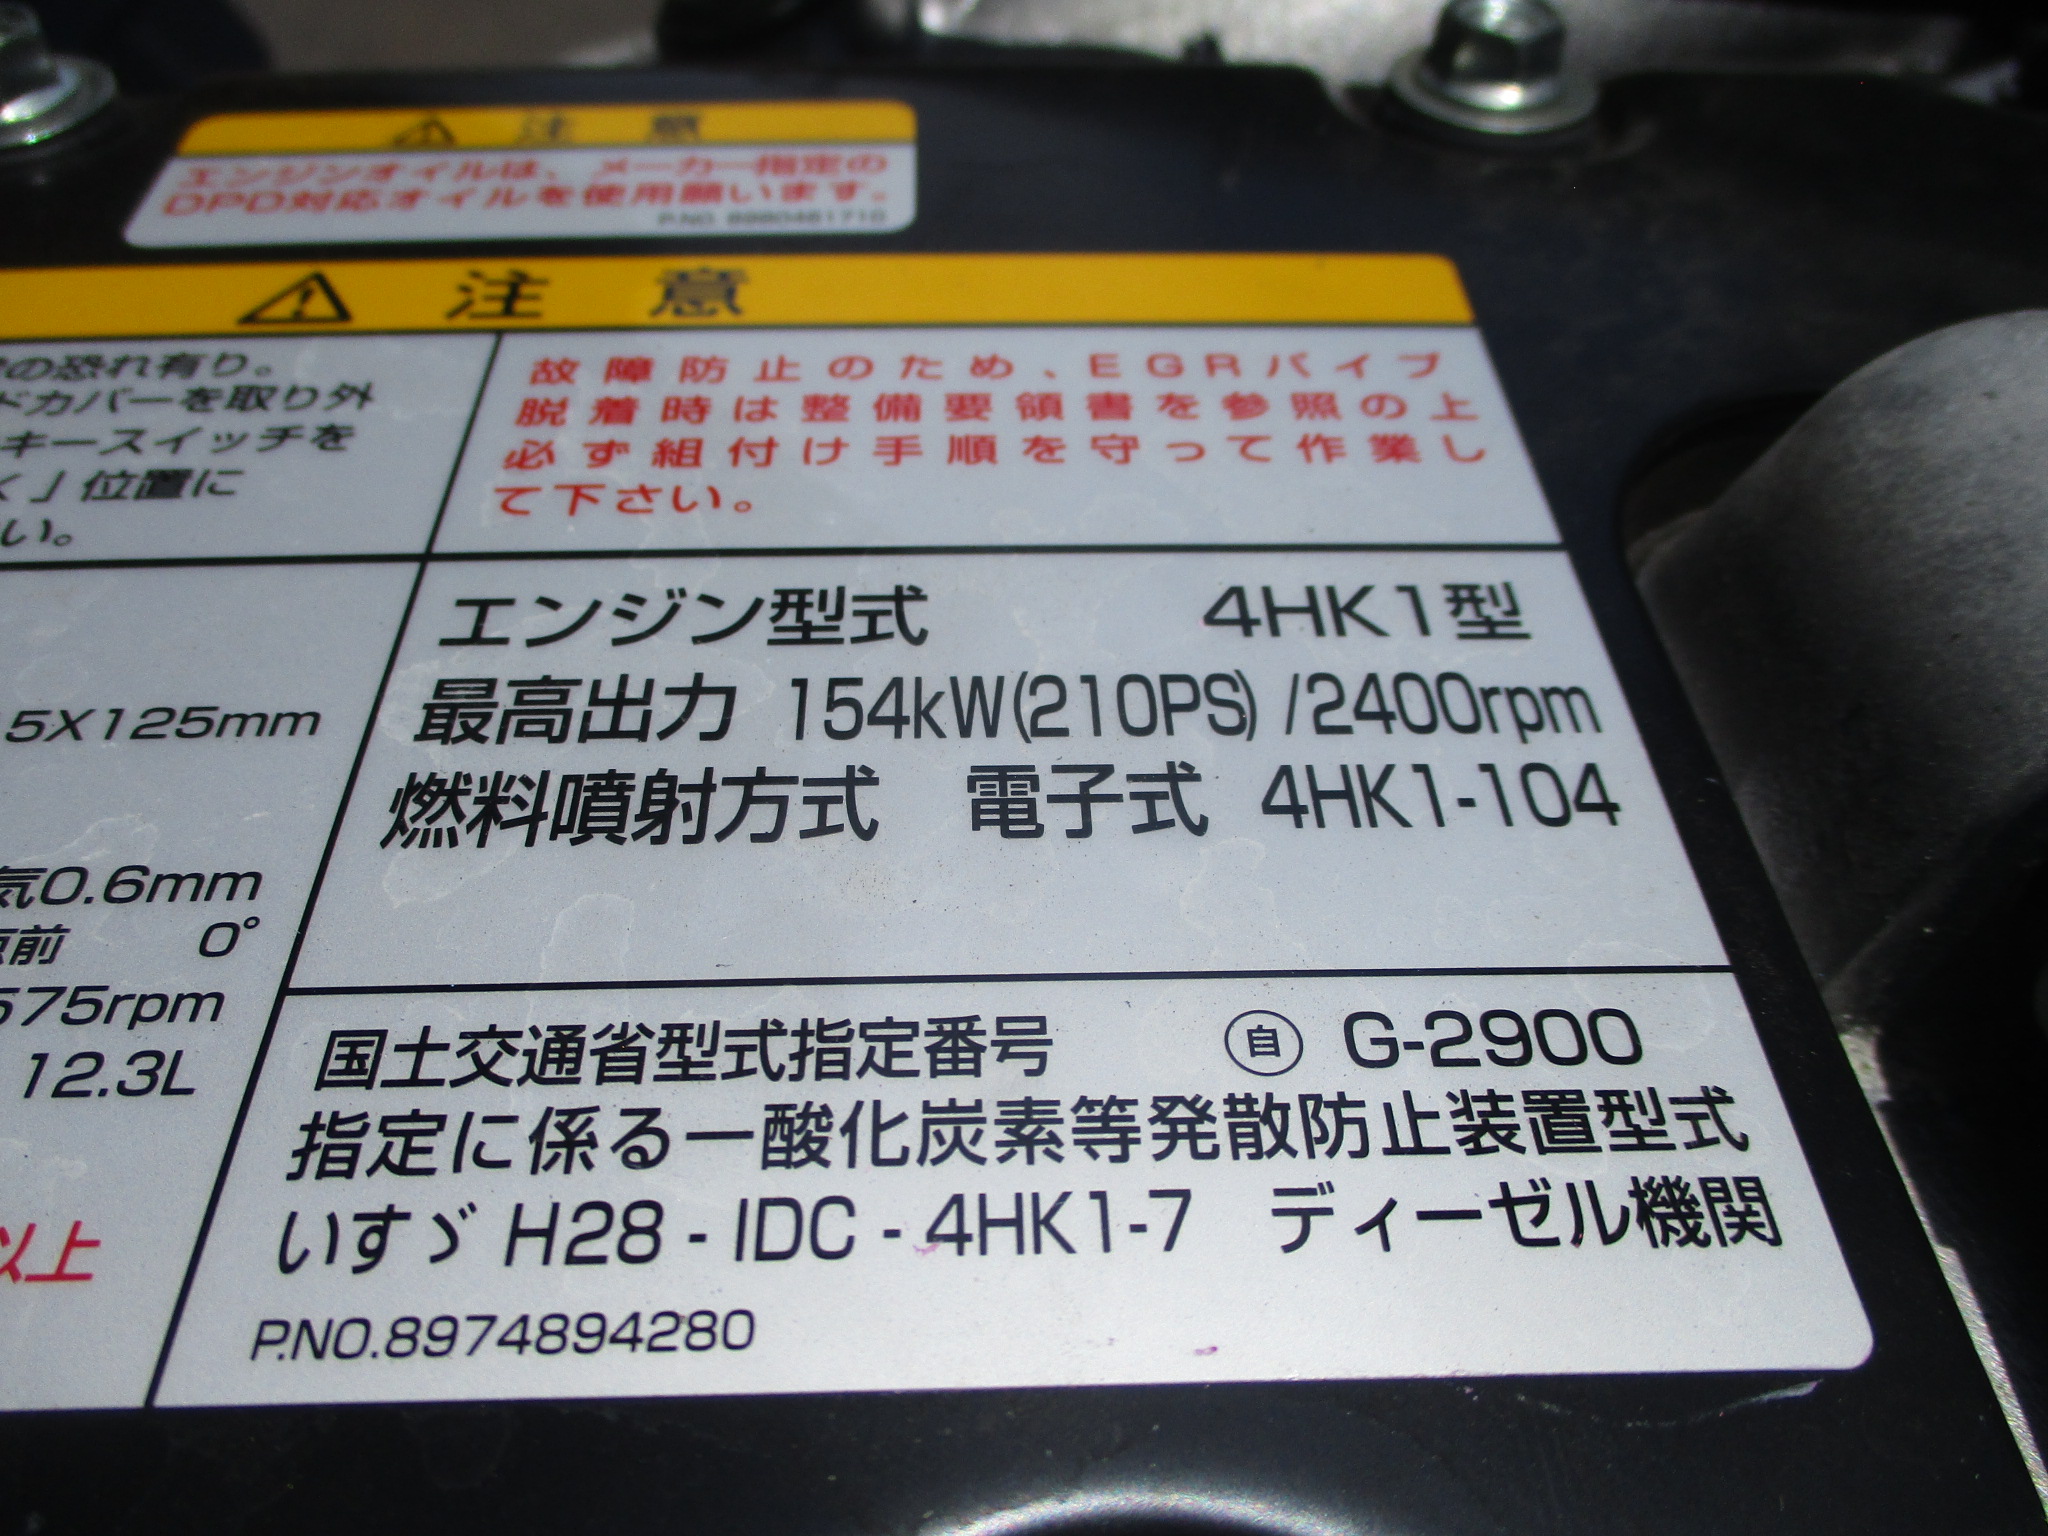 注意
エンジンオイルは、メーカー指定の
DPD対応オイルを使用願います。
注意
の恐れ有り。
ドカバーを取り外
キースイッチを
く」位置に
い。
故障防止のため、EGRパイプ
脱着時は整備要領書を参照の上
必ず組付け手順を守って作業し
て下さい。
5X125mm
気0.6mm
点前 0°
575rpm
12.3L
以上
エンジン型式 4HK1型
最高出力 154kW(210PS) /2400rpm
燃料噴射方式 電子式 4HK1-104
国土交通省型式指定番号 自 G-2900
指定に係る一酸化炭素等発散防止装置型式
いすゞ H28 - IDC - 4HK1-7 ディーゼル機関
P.NO.8974894280